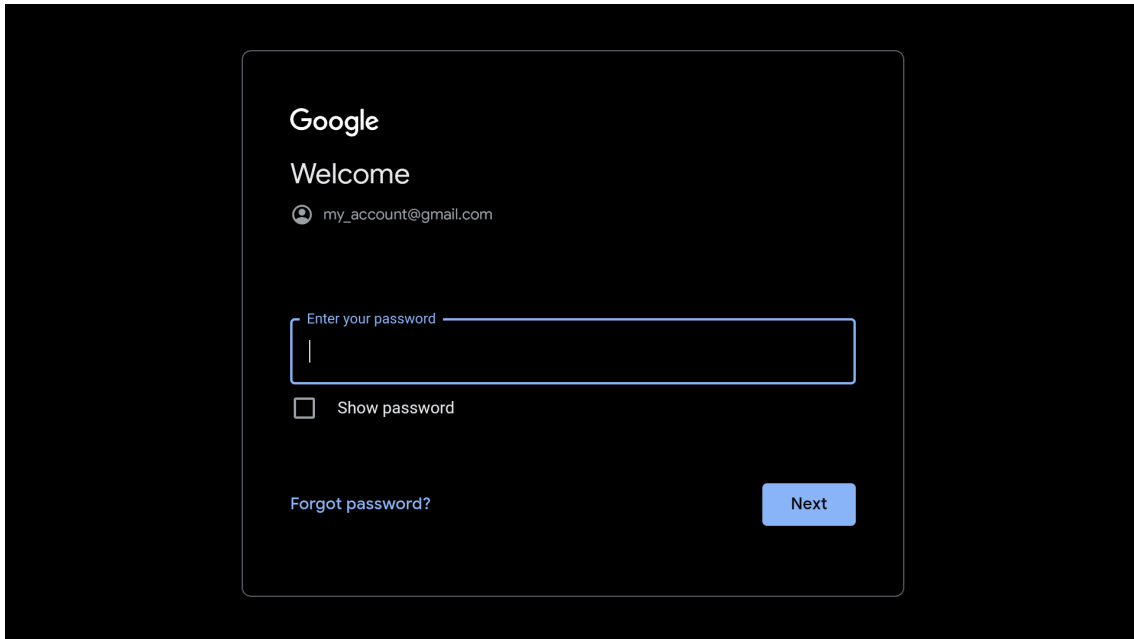 Google
Welcome
my_account@gmail.com
Enter your password
Show password
Forgot password?
Next